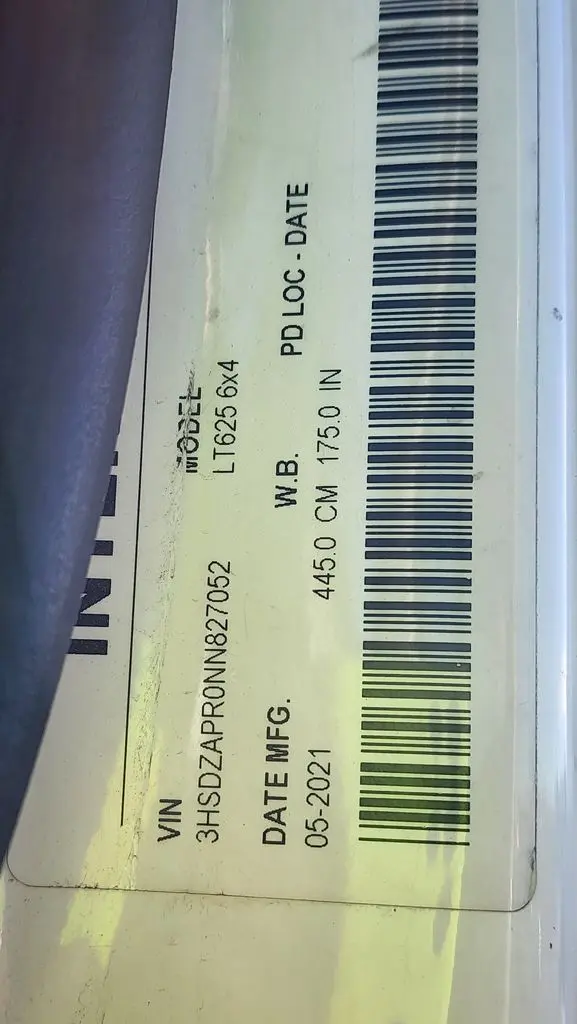 VIN
MODEL
3HSDZAPR0NN827052
LT625 6x4
DATE MFG.
W.B.
PD LOC - DATE
05-2021
445.0 CM 175.0 IN